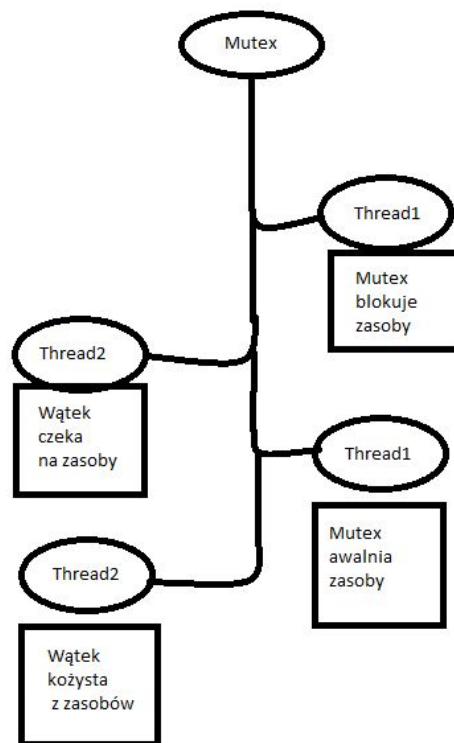 Mutex
Thread1
Mutex
blokuje
zasoby
Thread2
Wątek
czeka
na zasoby
Thread1
Mutex
awalnia
zasoby
Thread2
Wątek
kożysta
z zasobów